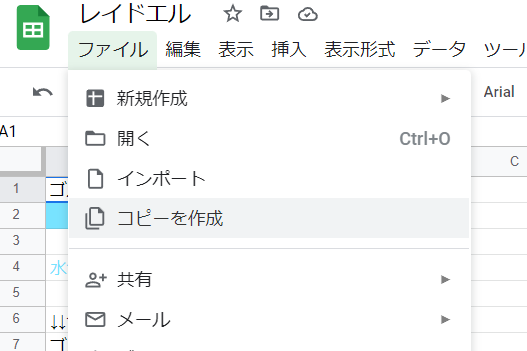 レイドエル
ファイル 編集 表示 挿入 表示形式 データ ツー
新規作成 Arial
A1 開く Ctrl+O
インポート C
1 ゴ
2 コピーを作成
3
4 水 共有
5
6 ↓↓ メール
7 ゴ